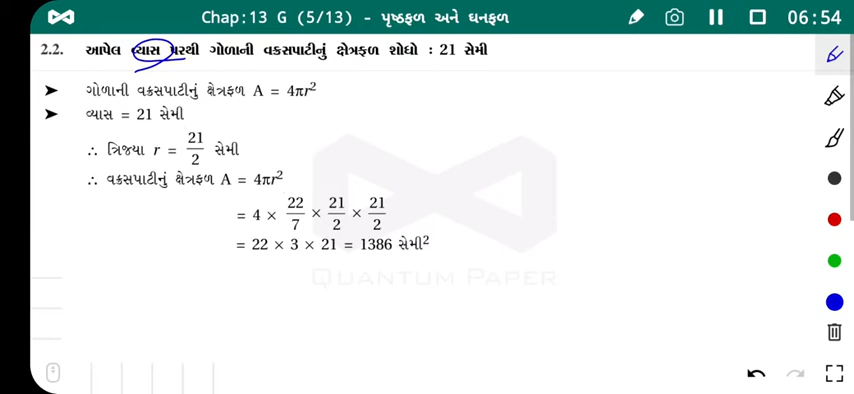 Chap:13 G (5/13) - પૃષ્ઠફળ અને ઘનફળ
06:54
2.2. આપેલ વ્યાસ પરથી ગોળાની વક્રસપાટીનું ક્ષેત્રફળ શોધો : 21 સેમી
➤ ગોળાની વક્રસપાટીનું ક્ષેત્રફળ A = 4πr²
➤ વ્યાસ = 21 સેમી
∴ ત્રિજ્યા r = 21/2 સેમી
∴ વક્રસપાટીનું ક્ષેત્રફળ A = 4πr²
= 4 × 22/7 × 21/2 × 21/2
= 22 × 3 × 21 = 1386 સેમી²
QUANTUM PAPER